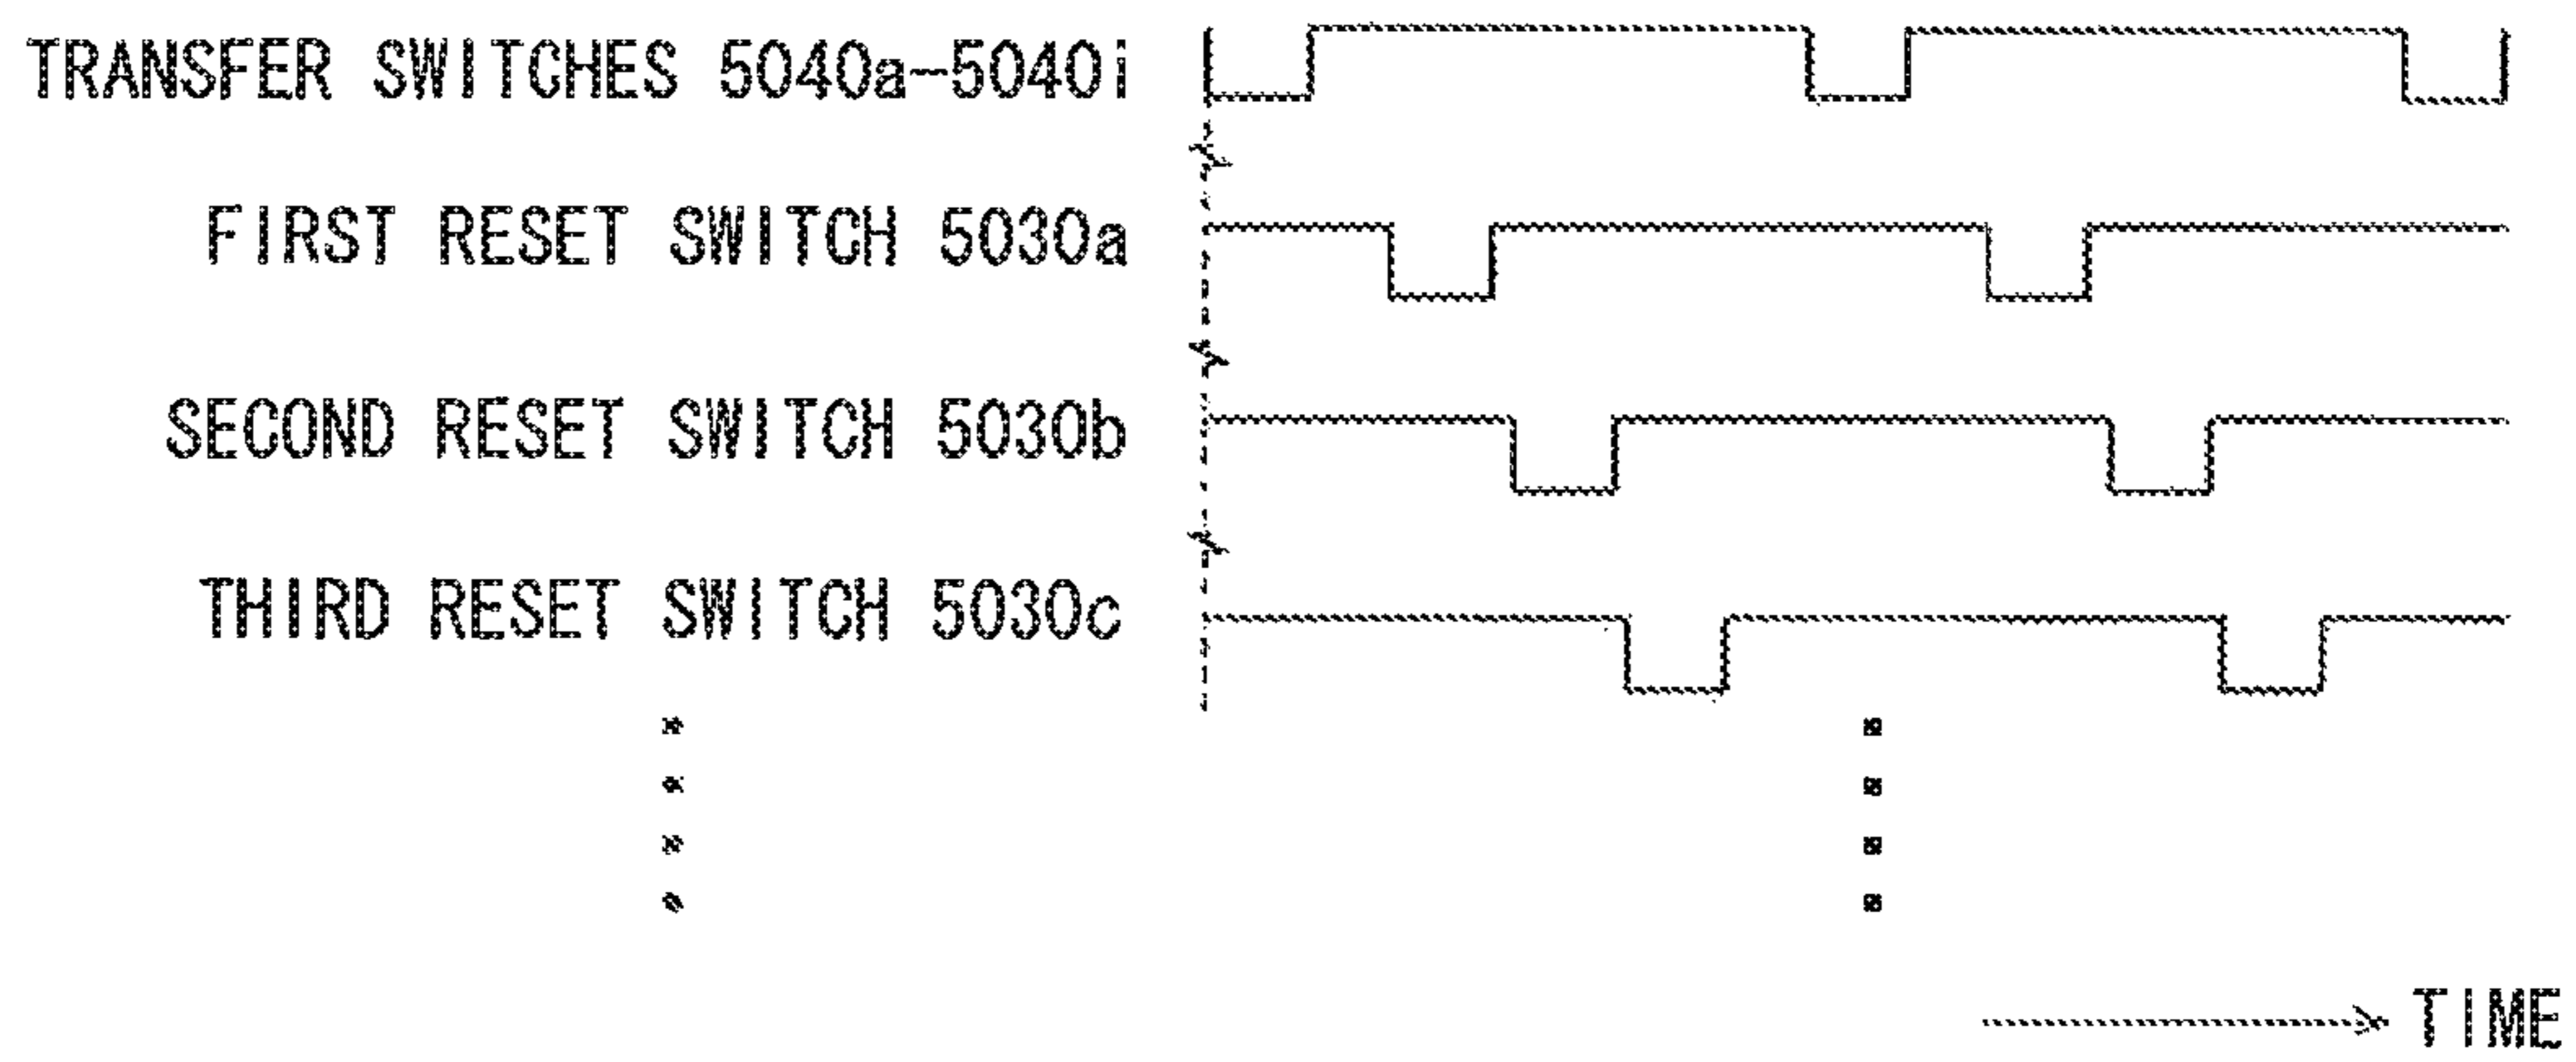 TRANSFER SWITCHES 5040a-5040i
FIRST RESET SWITCH 5030a
SECOND RESET SWITCH 5030b
THIRD RESET SWITCH 5030c
TIME